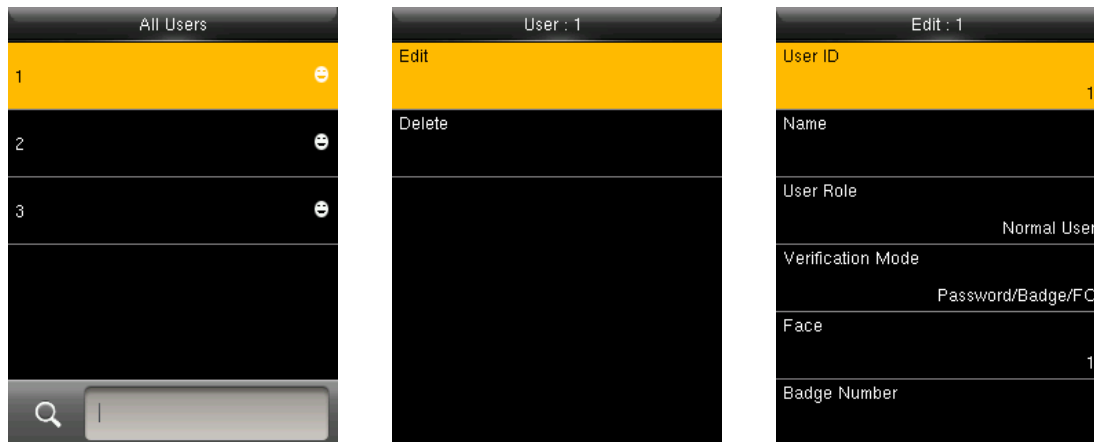 All Users
1
2
3
User : 1
Edit
Delete
Edit : 1
User ID
1
Name
User Role
Normal User
Verification Mode
Password/Badge/FC
Face
1
Badge Number